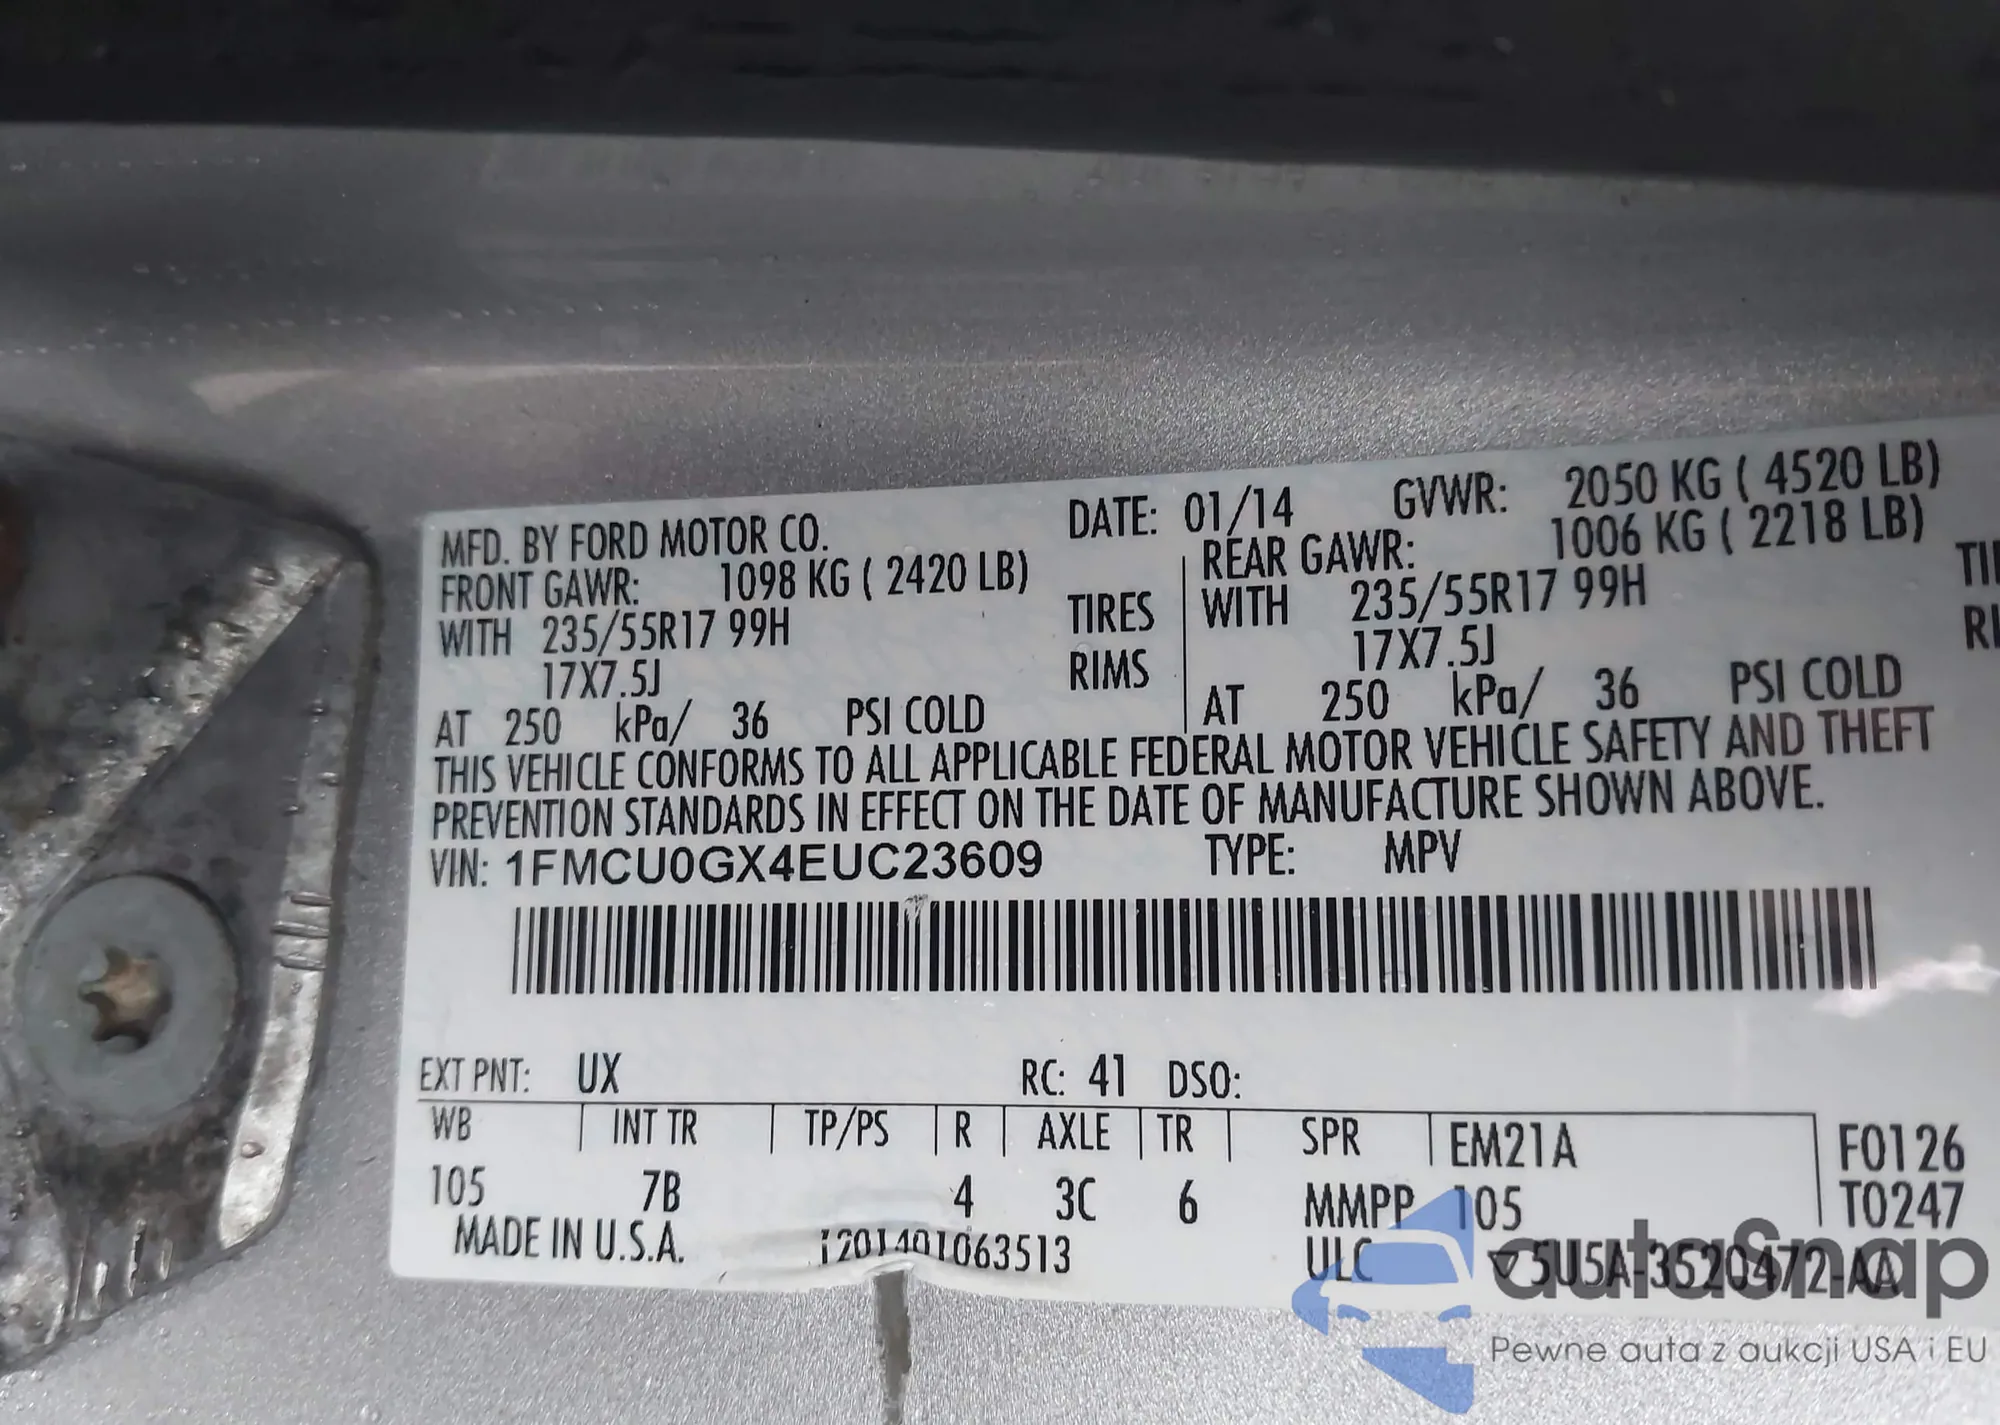 MFD. BY FORD MOTOR CO. DATE: 01/14 GVWR: 2050 KG ( 4520 LB)
FRONT GAWR: 1098 KG ( 2420 LB) REAR GAWR: 1006 KG ( 2218 LB)
WITH 235/55R17 99H TIRES WITH 235/55R17 99H
17X7.5J RIMS 17X7.5J
AT 250 kPa/ 36 PSI COLD AT 250 kPa/ 36 PSI COLD
THIS VEHICLE CONFORMS TO ALL APPLICABLE FEDERAL MOTOR VEHICLE SAFETY AND THEFT
PREVENTION STANDARDS IN EFFECT ON THE DATE OF MANUFACTURE SHOWN ABOVE.
VIN: 1FMCU0GX4EUC23609 TYPE: MPV
EXT PNT: UX RC: 41 DSO:
WB INT TR TP/PS R AXLE TR SPR EM21A F0126
105 7B 4 3C 6 MMPP 105 T0247
MADE IN U.S.A. 1201401063513 ULC 5U5A-3520472-AA
autoSnap
Pewne auta z aukcji USA i EU